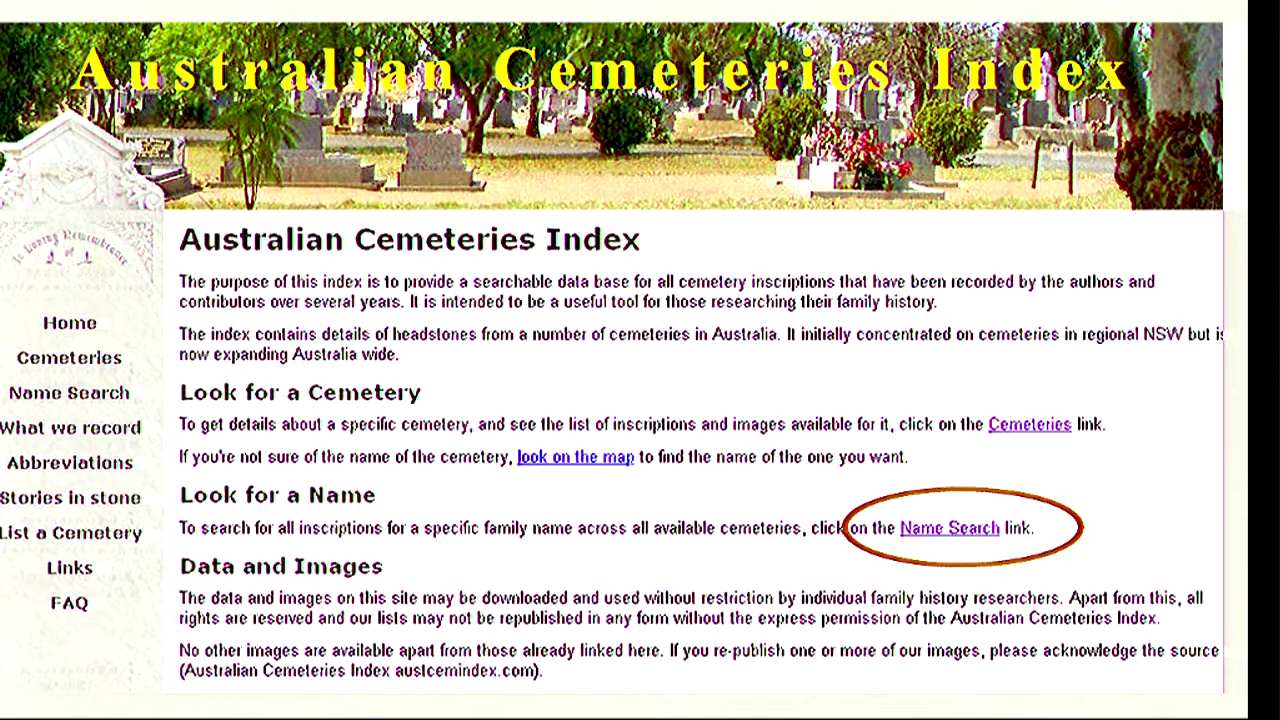 Australian Cemeteries Index
In Loving Remembrance
of
Home
Cemeteries
Name Search
What we record
Abbreviations
Stories in stone
List a Cemetery
Links
FAQ
Australian Cemeteries Index
The purpose of this index is to provide a searchable data base for all cemetery inscriptions that have been recorded by the authors and
contributors over several years. It is intended to be a useful tool for those researching their family history.
The index contains details of headstones from a number of cemeteries in Australia. It initially concentrated on cemeteries in regional NSW but is
now expanding Australia wide.
Look for a Cemetery
To get details about a specific cemetery, and see the list of inscriptions and images available for it, click on the Cemeteries link.
If you're not sure of the name of the cemetery, look on the map to find the name of the one you want.
Look for a Name
To search for all inscriptions for a specific family name across all available cemeteries, click on the Name Search link.
Data and Images
The data and images on this site may be downloaded and used without restriction by individual family history researchers. Apart from this, all
rights are reserved and our lists may not be republished in any form without the express permission of the Australian Cemeteries Index.
No other images are available apart from those already linked here. If you re-publish one or more of our images, please acknowledge the source
(Australian Cemeteries Index austcemindex.com).